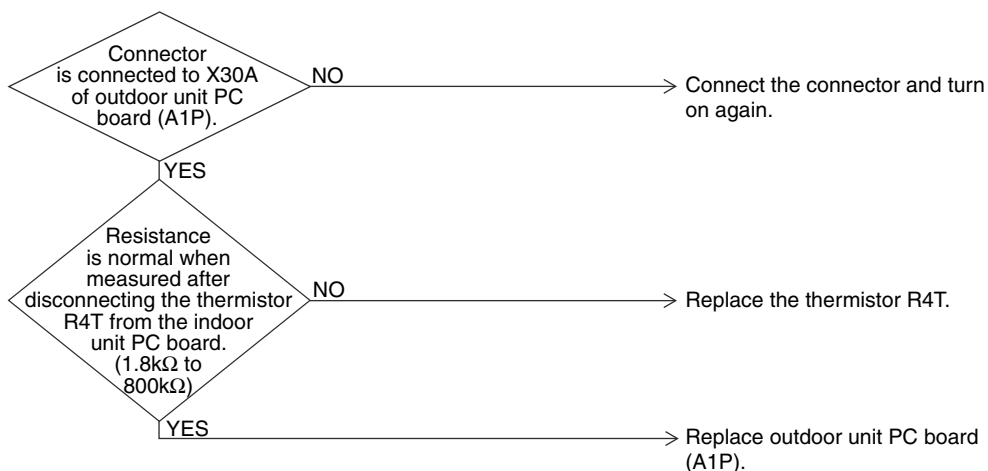 Connector
is connected to X30A
of outdoor unit PC
board (A1P).
NO
Connect the connector and turn
on again.
YES
Resistance
is normal when
measured after
disconnecting the thermistor
R4T from the indoor
unit PC board.
(1.8kΩ to
800kΩ)
NO
Replace the thermistor R4T.
YES
Replace outdoor unit PC board
(A1P).